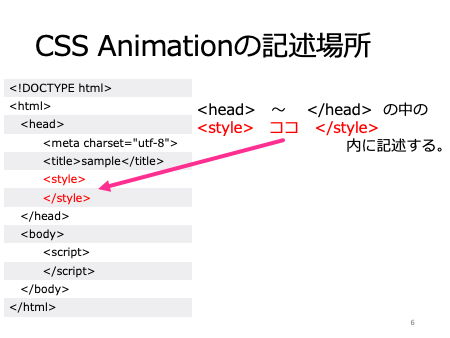 CSS Animationの記述場所
<!DOCTYPE html>
<html>
<head>
<meta charset="utf-8">
<title>sample</title>
<style>
</style>
</head>
<body>
<script>
</script>
</body>
</html>
<head> ～ </head> の中の
<style> ココ </style>
内に記述する。
6